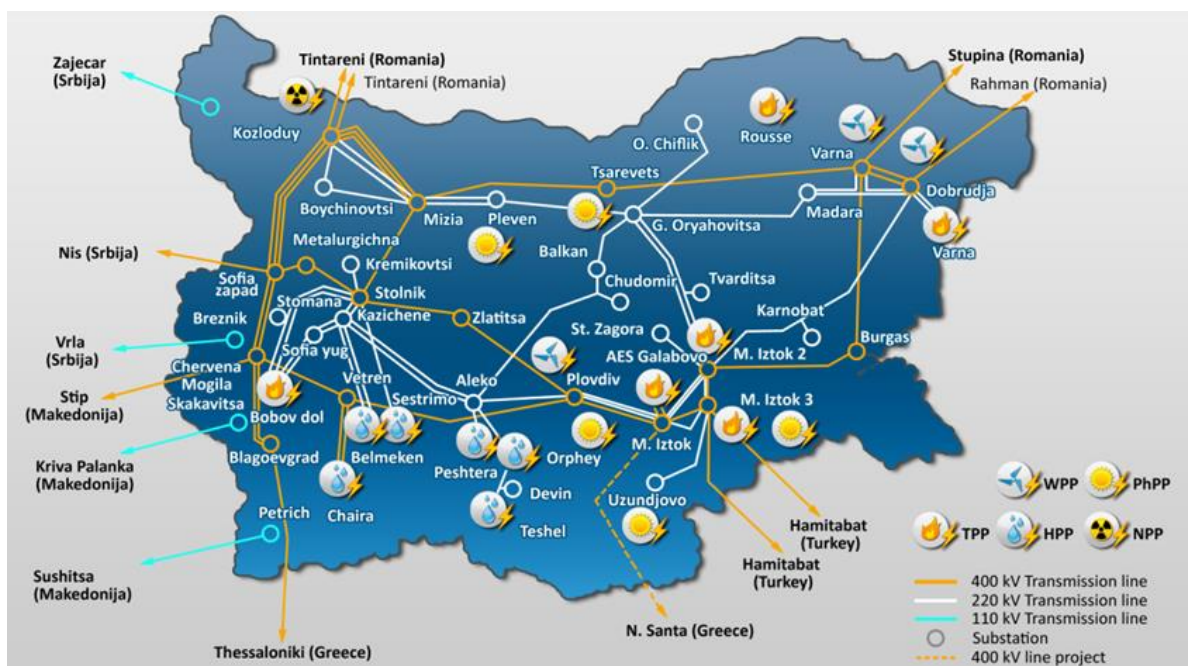 Zajecar
(Srbija)
Tintareni (Romania)
Tintareni (Romania)
Stupina (Romania)
Rahman (Romania)
Kozloduy
Rousse
O. Chiflik
Varna
Tsarevets
Dobrudja
Boychinovtsi
Mizia
Pleven
Madara
G. Oryahovitsa
Varna
Metalurgichna
Balkan
Nis (Srbija)
Kremikovtsi
Sofia
zapad
Chudomir
Tvarditsa
Stomana
Stolnik
Karnobat
Breznik
Kazichene
Zlatitsa
St. Zagora
Sofia yug
Burgas
Vrla
(Srbija)
AES Galabovo
M. Iztok 2
Chervena
Mogila
Vetren
Aleko
Plovdiv
Stip
(Makedonija)
Skakavitsa
Sestrimo
M. Iztok 3
Bobov dol
Blagoevgrad
Belmeken
Peshtera
Orphey
M. Iztok
Kriva Palanka
(Makedonija)
WPP
PhPP
Devin
Uzundjovo
Petrich
Chaira
Teshel
Hamitabat
(Turkey)
TPP
HPP
NPP
Hamitabat
(Turkey)
Sushitsa
(Makedonija)
400 kV Transmission line
220 kV Transmission line
110 kV Transmission line
Substation
400 kV line project
N. Santa (Greece)
Thessaloniki (Greece)